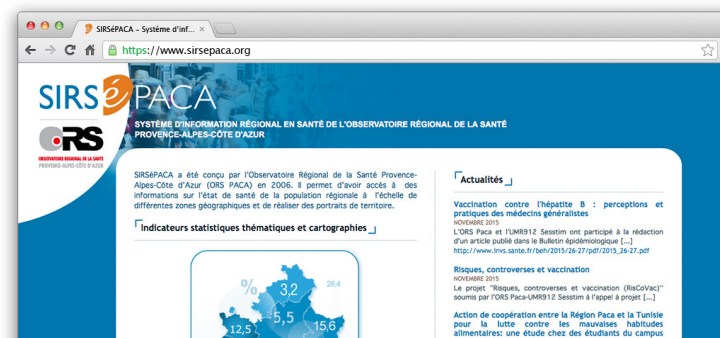 SIRSéPACA – Système d'inf...
https://www.sirsepaca.org
SIRSéPACA
SYSTÈME D'INFORMATION RÉGIONAL EN SANTÉ DE L'OBSERVATOIRE RÉGIONAL DE LA SANTÉ
PROVENCE-ALPES-CÔTE D'AZUR
ORS
OBSERVATOIRE REGIONAL DE LA SANTE
PROVENCE-ALPES-CÔTE D'AZUR
SIRSéPACA a été conçu par l'Observatoire Régional de la Santé Provence-
Alpes-Côte d'Azur (ORS PACA) en 2006. Il permet d'avoir accès à des
informations sur l'état de santé de la population régionale à l'échelle de
différentes zones géographiques et de réaliser des portraits de territoire.
Indicateurs statistiques thématiques et cartographies
%
3,2
28,4
5,5
12,5
15,6
Actualités
Vaccination contre l'hépatite B : perceptions et
pratiques des médecins généralistes
NOVEMBRE 2015
L'ORS Paca et l'UMR912 Sesstim ont participé à la rédaction
d'un article publié dans le Bulletin épidémiologique [...]
http://www.invs.sante.fr/beh/2015/26-27/pdf/2015_26-27.pdf
Risques, controverses et vaccination
NOVEMBRE 2015
Le projet "Risques, controverses et vaccination (RisCoVac)"
soumis par l'ORS Paca-UMR912 Sesstim à l'appel à projet [...]
Action de coopération entre la Région Paca et la Tunisie
pour la lutte contre les mauvaises habitudes
alimentaires: une étude chez des étudiants du campus